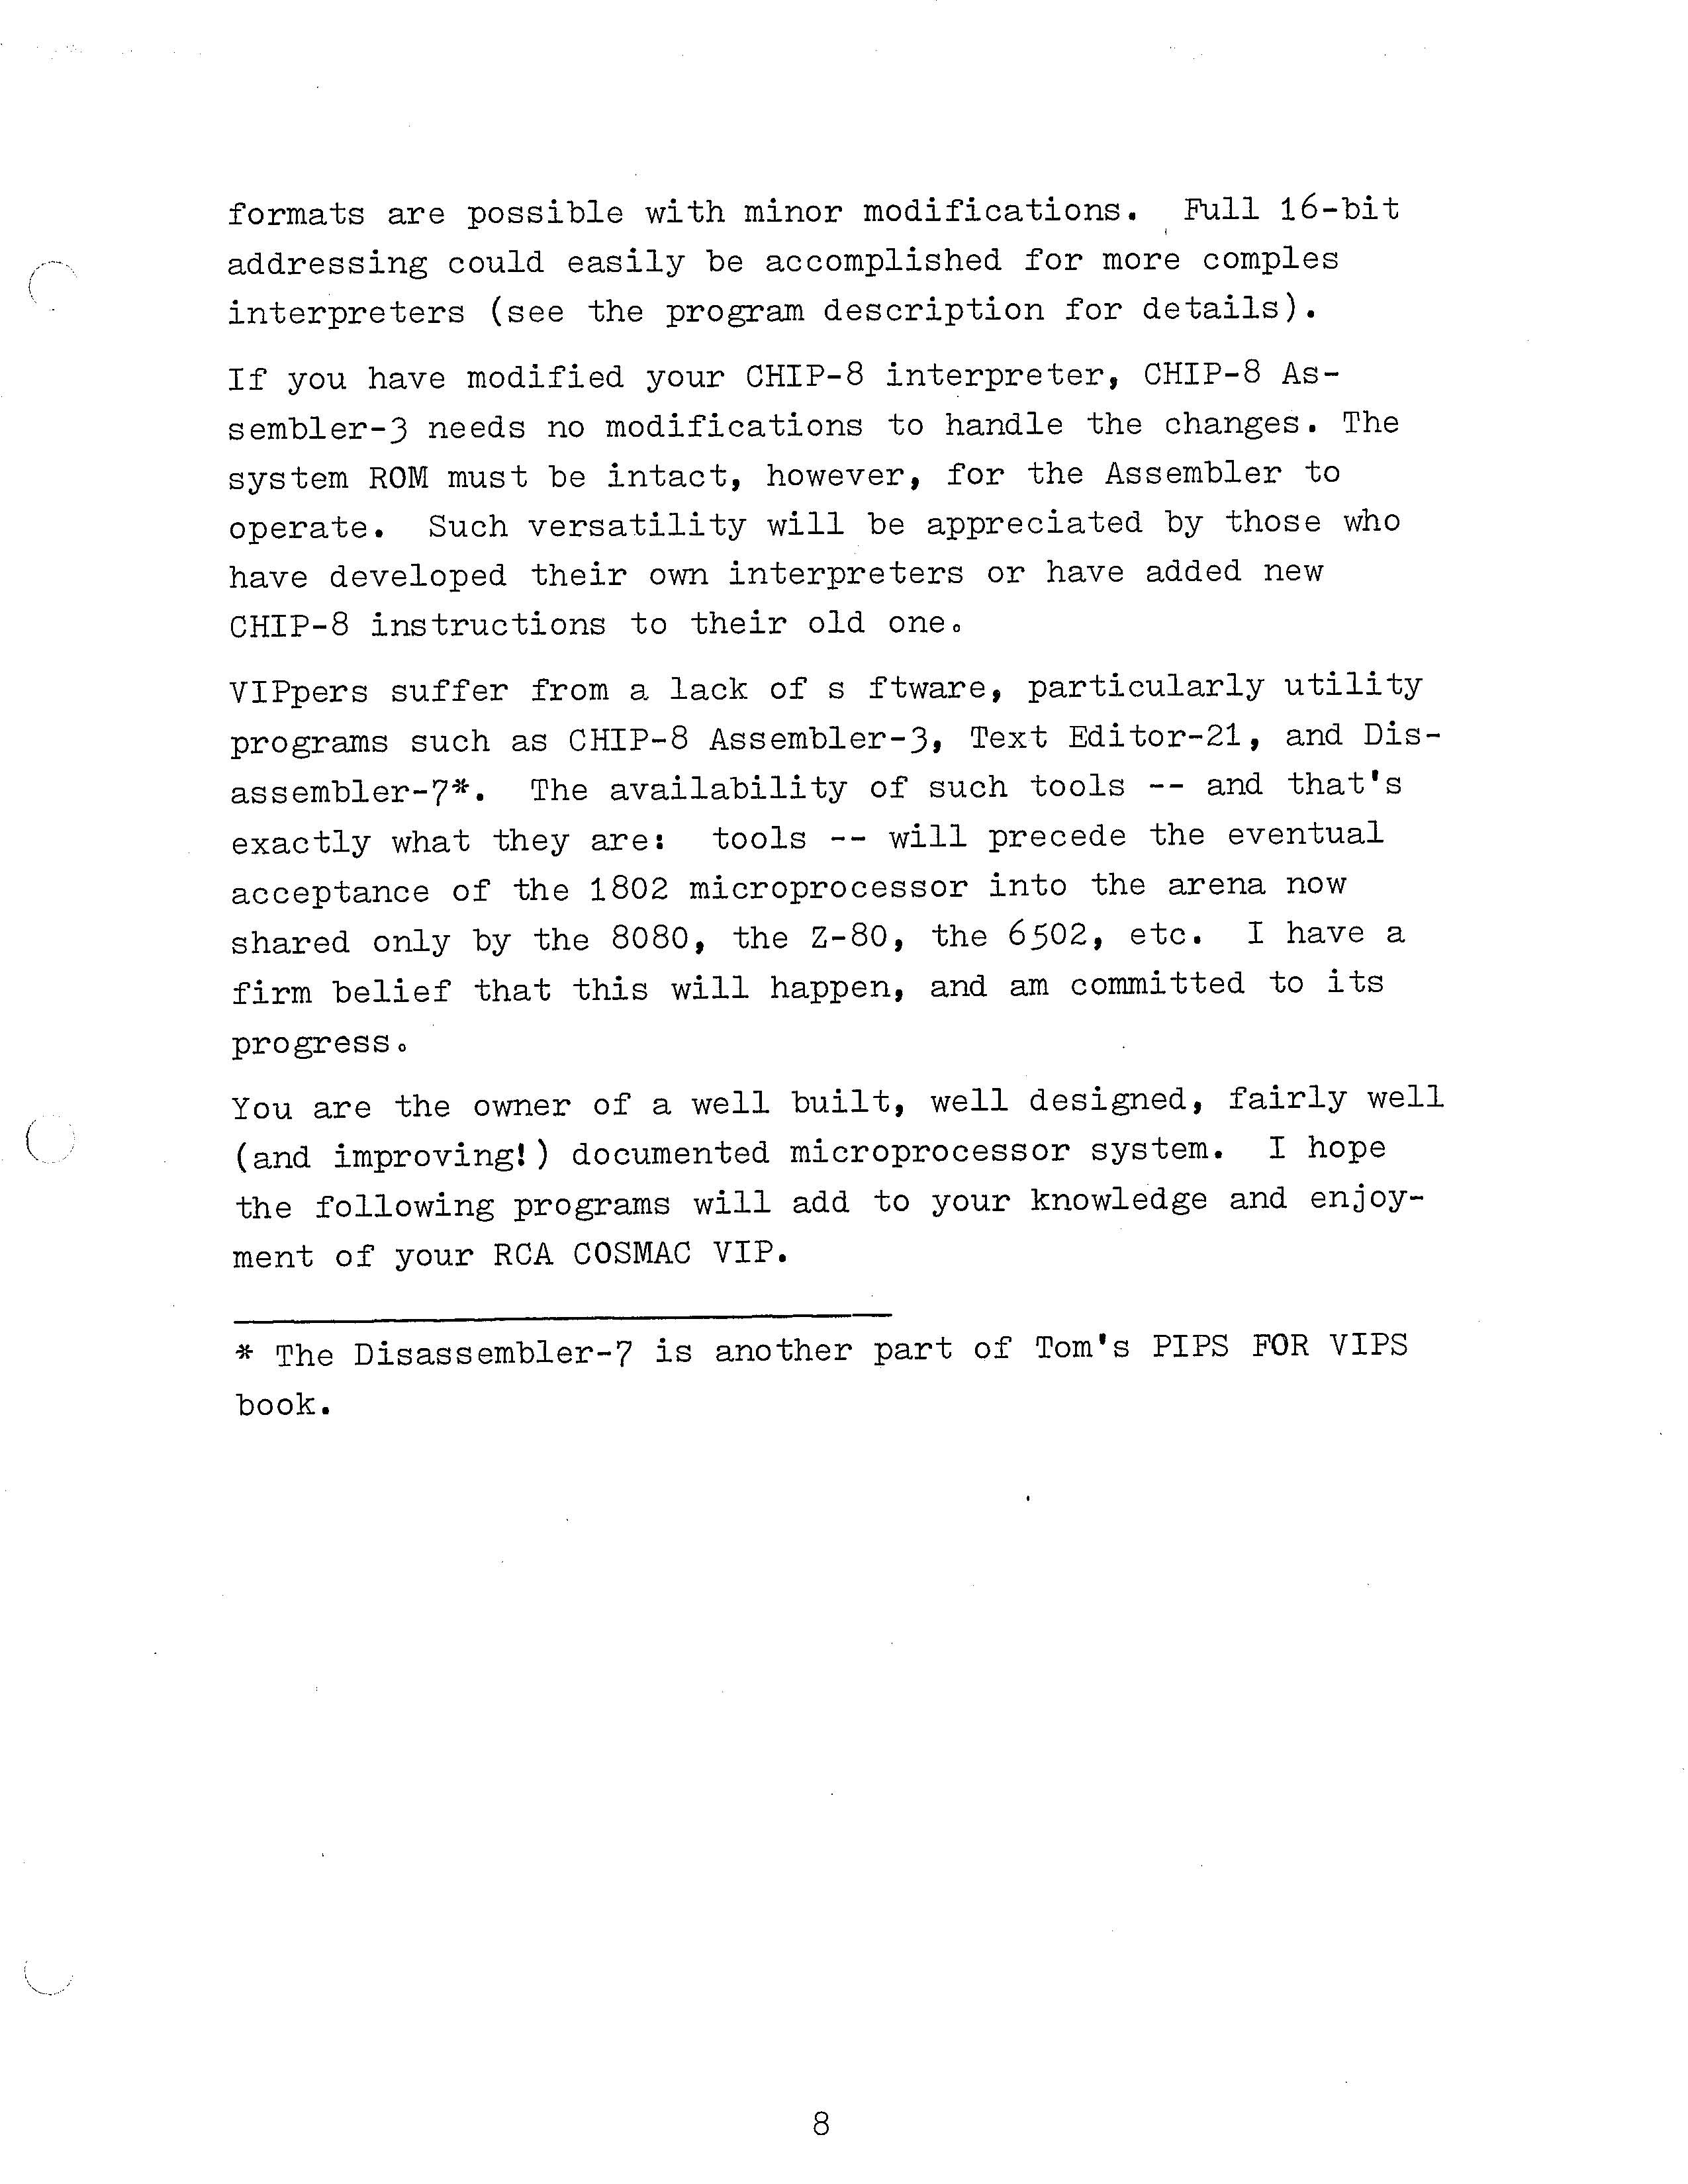 formats are possible with minor modifications.  Full 16-bit
addressing could easily be accomplished for more comples
interpreters (see the program description for details).
If you have modified your CHIP-8 interpreter, CHIP-8 As-
sembler-3 needs no modifications to handle the changes. The
system ROM must be intact, however, for the Assembler to
operate.  Such versatility will be appreciated by those who
have developed their own interpreters or have added new
CHIP-8 instructions to their old one.
VIPpers suffer from a lack of s ftware, particularly utility
programs such as CHIP-8 Assembler-3, Text Editor-21, and Dis-
assembler-7*.  The availability of such tools -- and that's
exactly what they are:  tools -- will precede the eventual
acceptance of the 1802 microprocessor into the arena now
shared only by the 8080, the Z-80, the 6502, etc.  I have a
firm belief that this will happen, and am committed to its
progress.
You are the owner of a well built, well designed, fairly well
(and improving!) documented microprocessor system.  I hope
the following programs will add to your knowledge and enjoy-
ment of your RCA COSMAC VIP.
* The Disassembler-7 is another part of Tom's PIPS FOR VIPS
book.
8